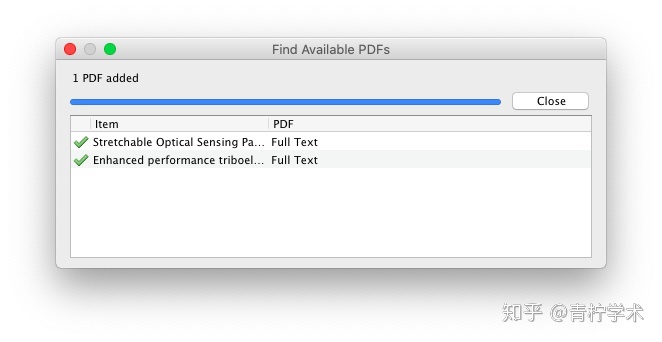 Find Available PDFs
1 PDF added
Close
Item PDF
Stretchable Optical Sensing Pa... Full Text
Enhanced performance triboel... Full Text
知乎 @青柠学术